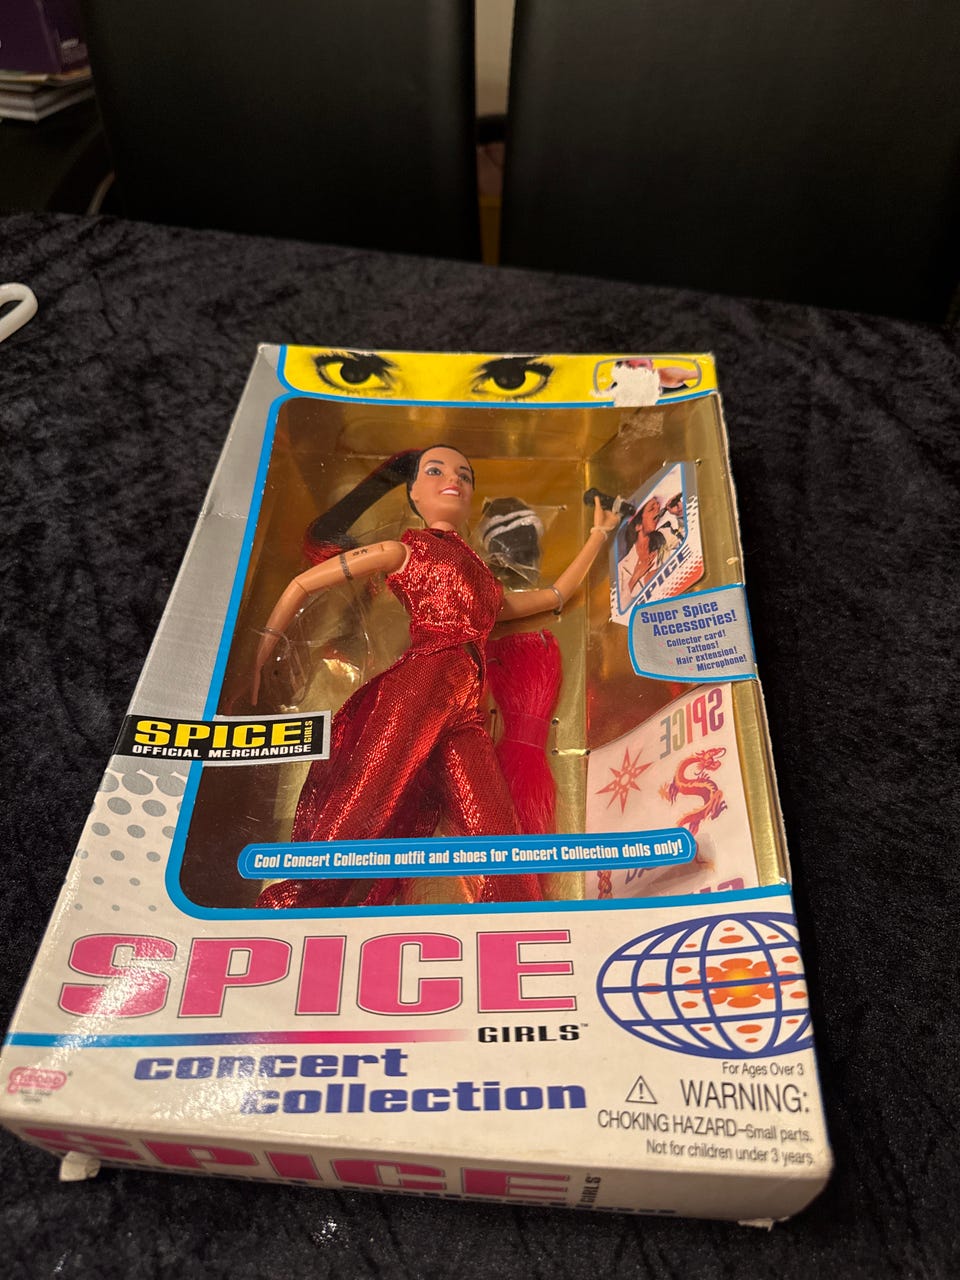 SPICE
Super Spice
Accessories!
Collector card!
Tattoos!
Hair extension!
Microphone!
SPICE GIRLS
OFFICIAL MERCHANDISE
SPICE
Cool Concert Collection outfit and shoes for Concert Collection dolls only!
SPICE
GIRLS™
concert
collection
For Ages Over 3
WARNING:
CHOKING HAZARD–Small parts.
Not for children under 3 years.
SPICE
GIRLS